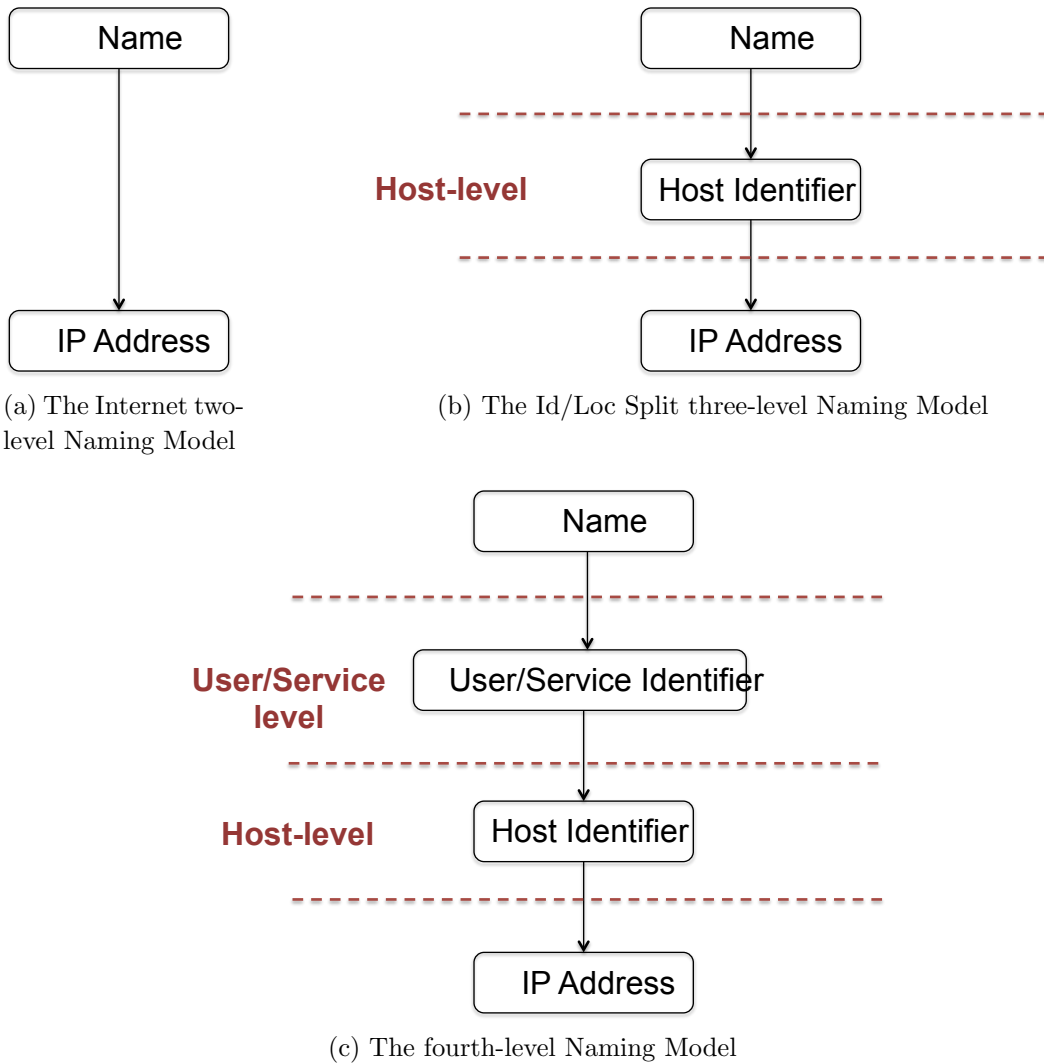 Name
IP Address
(a) The Internet two-
level Naming Model
Name
Host-level
Host Identifier
IP Address
(b) The Id/Loc Split three-level Naming Model
Name
User/Service
level
User/Service Identifier
Host-level
Host Identifier
IP Address
(c) The fourth-level Naming Model